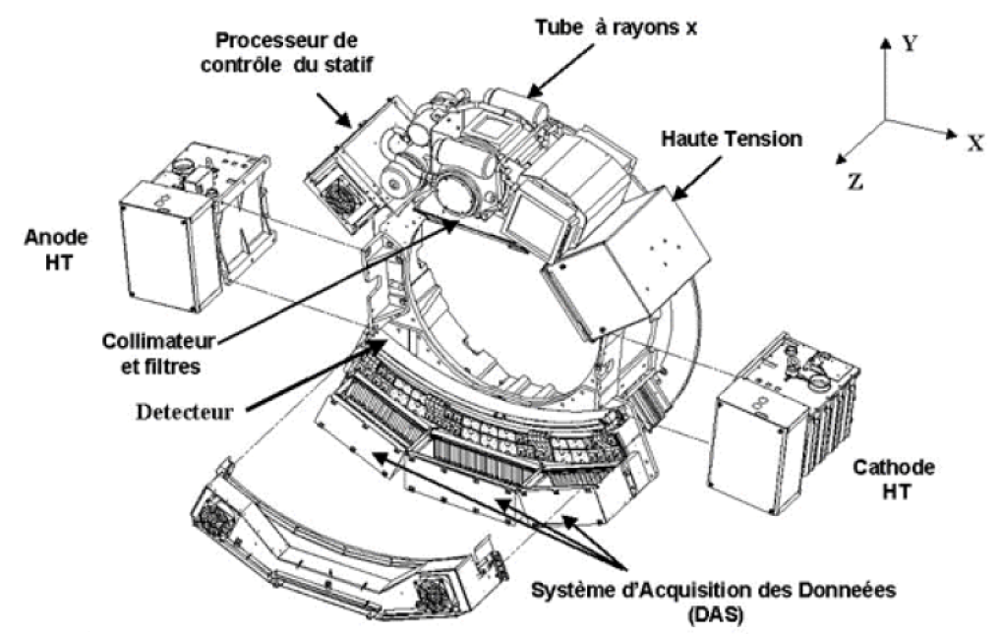 Tube à rayons x
Processeur de
contrôle du statif
Y
Haute Tension
X
Z
Anode
HT
Collimateur
et filtres
Detecteur
Cathode
HT
Système d'Acquisition des Donneées
(DAS)